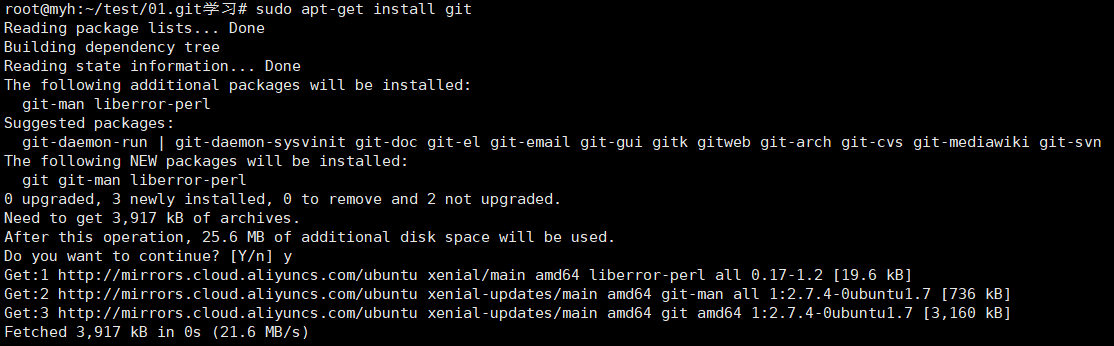 root@myh:~/test/01.git学习# sudo apt-get install git
Reading package lists... Done
Building dependency tree
Reading state information... Done
The following additional packages will be installed:
  git-man liberror-perl
Suggested packages:
  git-daemon-run | git-daemon-sysvinit git-doc git-el git-email git-gui gitk gitweb git-arch git-cvs git-mediawiki git-svn
The following NEW packages will be installed:
  git git-man liberror-perl
0 upgraded, 3 newly installed, 0 to remove and 2 not upgraded.
Need to get 3,917 kB of archives.
After this operation, 25.6 MB of additional disk space will be used.
Do you want to continue? [Y/n] y
Get:1 http://mirrors.cloud.aliyuncs.com/ubuntu xenial/main amd64 liberror-perl all 0.17-1.2 [19.6 kB]
Get:2 http://mirrors.cloud.aliyuncs.com/ubuntu xenial-updates/main amd64 git-man all 1:2.7.4-0ubuntu1.7 [736 kB]
Get:3 http://mirrors.cloud.aliyuncs.com/ubuntu xenial-updates/main amd64 git amd64 1:2.7.4-0ubuntu1.7 [3,160 kB]
Fetched 3,917 kB in 0s (21.6 MB/s)